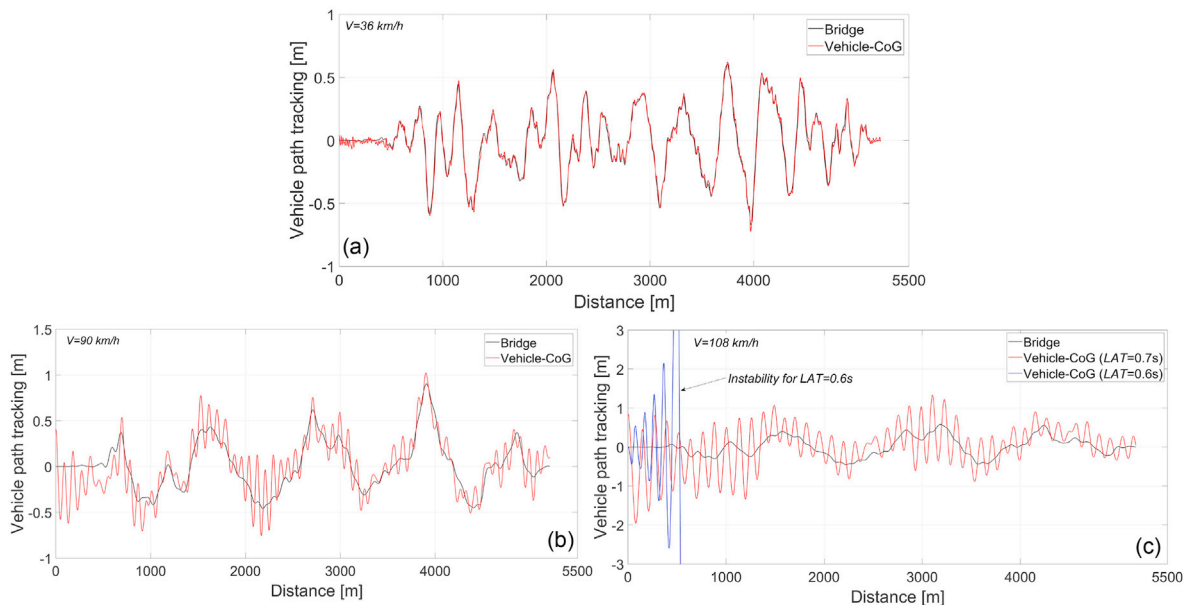 V=36 km/h
Bridge
Vehicle-CoG
Vehicle path tracking [m]
1
0.5
0
-0.5
-1
(a)
0
1000
2000
3000
4000
5500
Distance [m]
V=90 km/h
Bridge
Vehicle-CoG
Vehicle path tracking [m]
1.5
1
0.5
0
-0.5
-1
(b)
0
1000
2000
3000
4000
5500
Distance [m]
V=108 km/h
Bridge
Vehicle-CoG (LAT=0.7s)
Vehicle-CoG (LAT=0.6s)
Instability for LAT=0.6s
Vehicle path tracking [m]
3
2
1
0
-1
-2
-3
(c)
0
1000
2000
3000
4000
5500
Distance [m]